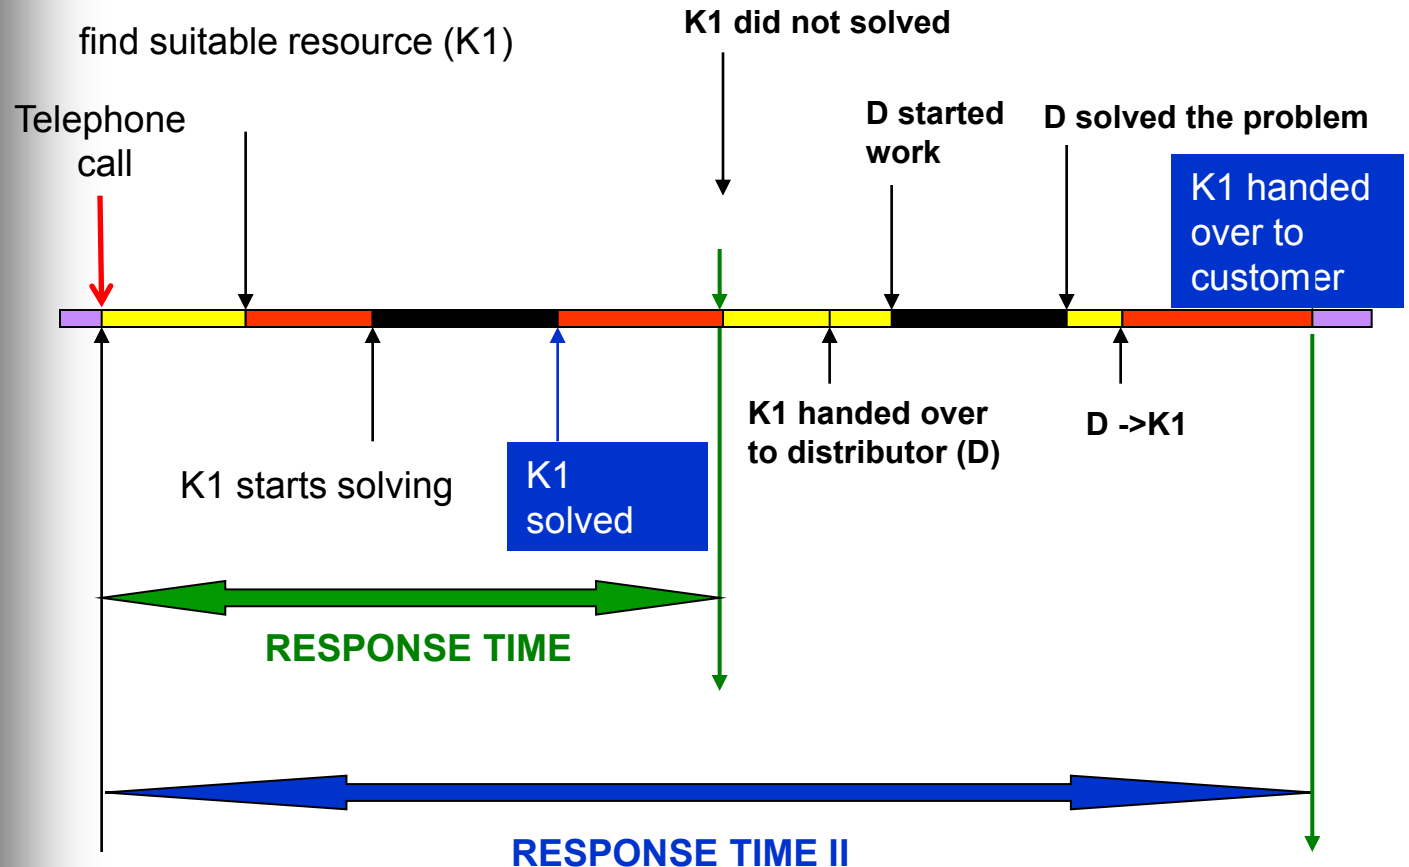 find suitable resource (K1)
K1 did not solved
Telephone
call
D started
work
D solved the problem
K1 handed
over to
customer
K1 handed over
to distributor (D)
D ->K1
K1 starts solving
K1
solved
RESPONSE TIME
RESPONSE TIME II